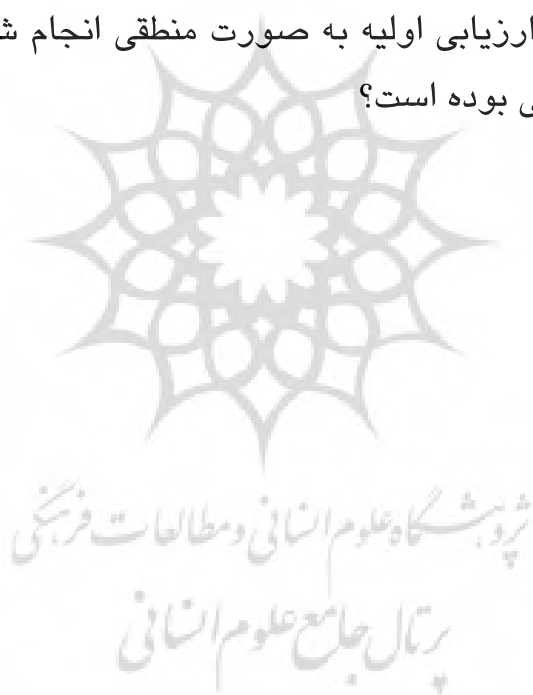 ارزیابی اولیه به صورت منطقی انجام
بوده است؟
پژوهشگاه علوم انسانی و مطالعات فرهنگی
پرتال جامع علوم انسانی